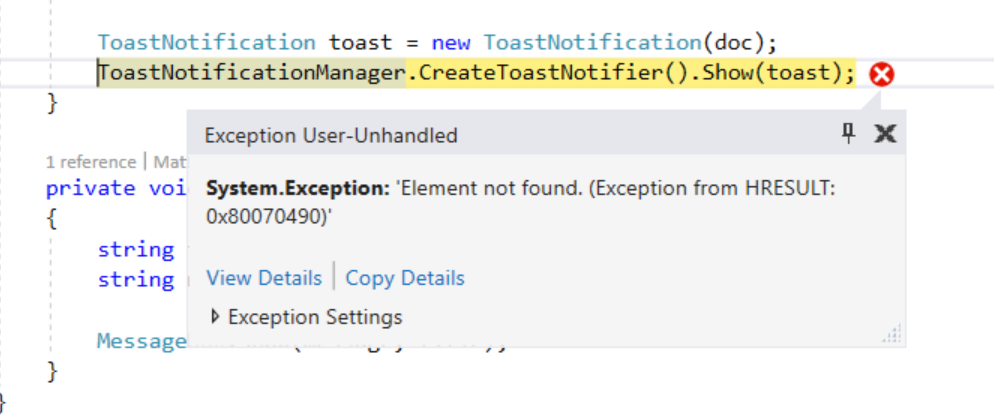 ToastNotification toast = new ToastNotification(doc);
ToastNotificationManager.CreateToastNotifier().Show(toast);
}
Exception User-Unhandled
1 reference | Mat
private voi
System.Exception: 'Element not found. (Exception from HRESULT:
0x80070490)'
{
string
string
View Details | Copy Details
Exception Settings
Message
}
}